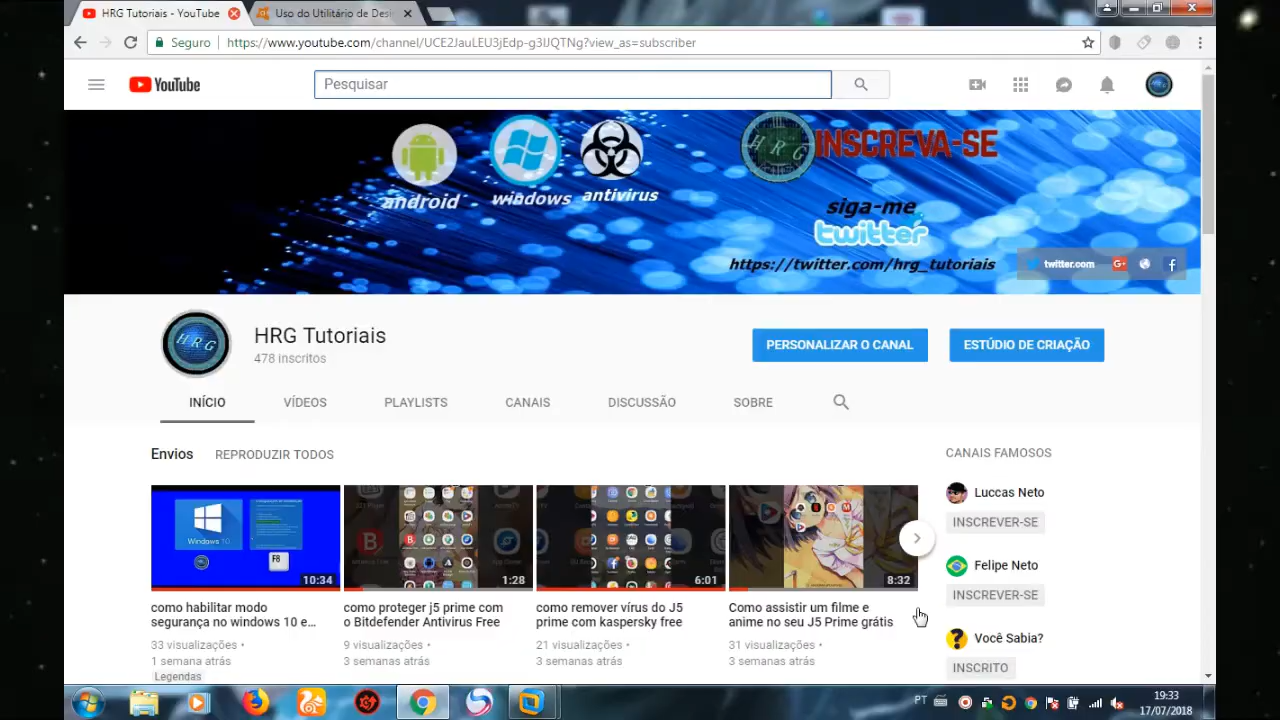 HRG Tutoriais - YouTube
Uso do Utilitário de Des
Seguro
https://www.youtube.com/channel/UCE2JauLEU3jEdp-g3lJQTNg?view_as=subscriber
YouTube
Pesquisar
android - windows antivirus
HRG
INSCREVA-SE
siga-me
twitter
https://twitter.com/hrg_tutoriais
twitter.com
HRG
HRG Tutoriais
478 inscritos
PERSONALIZAR O CANAL
ESTÚDIO DE CRIAÇÃO
INÍCIO
VÍDEOS
PLAYLISTS
CANAIS
DISCUSSÃO
SOBRE
Envios
REPRODUZIR TODOS
CANAIS FAMOSOS
Windows 10
F8
10:34
1:28
6:01
8:32
como habilitar modo
segurança no windows 10 e...
33 visualizações •
1 semana atrás
Legendas
como proteger j5 prime com
o Bitdefender Antivirus Free
9 visualizações •
3 semanas atrás
como remover vírus do J5
prime com kaspersky free
21 visualizações •
3 semanas atrás
Como assistir um filme e
anime no seu J5 Prime grátis
31 visualizações •
3 semanas atrás
Luccas Neto
INSCREVER-SE
Felipe Neto
INSCREVER-SE
Você Sabia?
INSCRITO
PT
19:33
17/07/2018